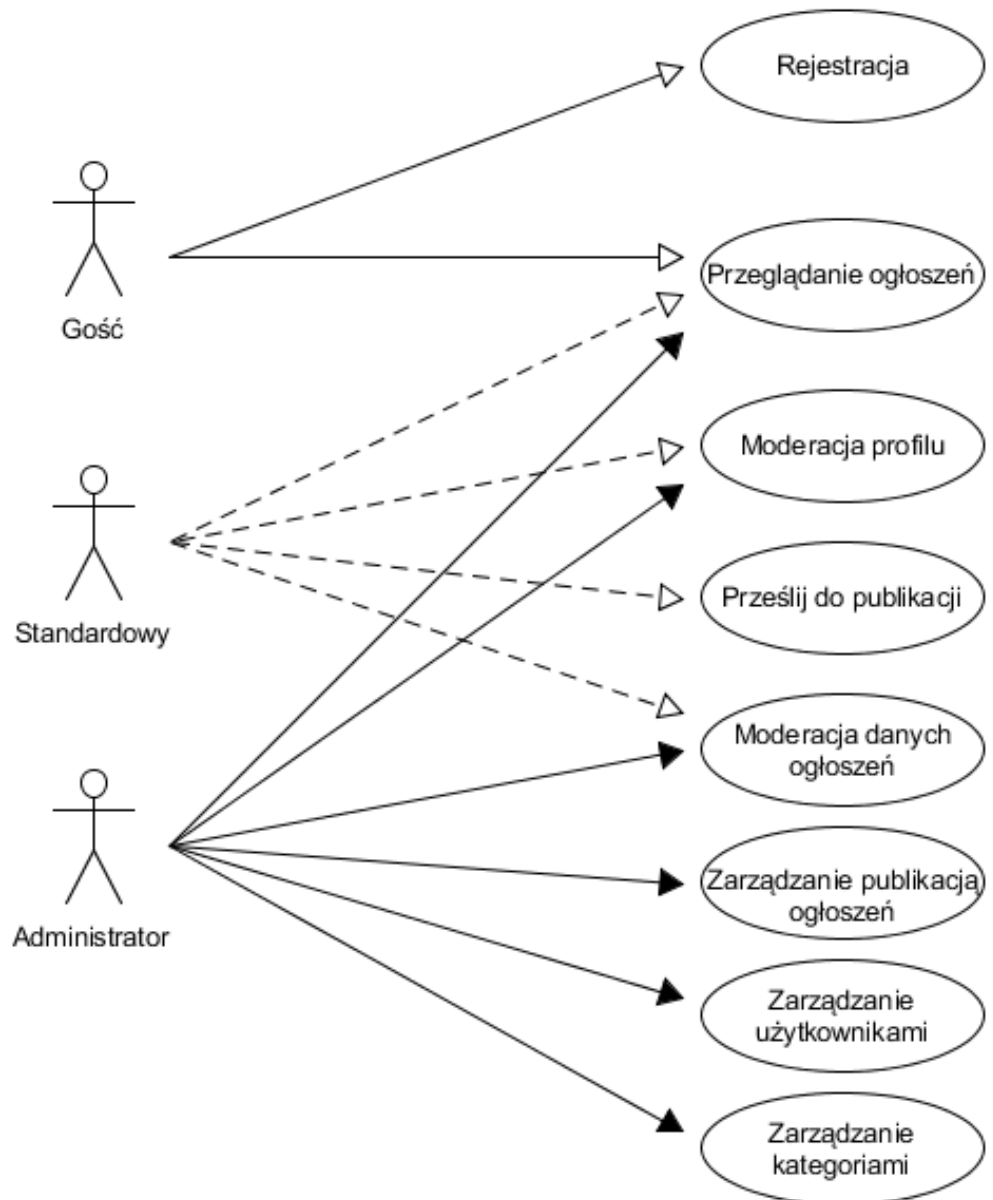 Rejestracja
Gość
Przeglądanie ogłoszeń
Moderacja profilu
Standardowy
Prześlij do publikacji
Moderacja danych
ogłoszeń
Administrator
Zarządzanie publikacją
ogłoszeń
Zarządzanie
użytkownikami
Zarządzanie
kategoriami